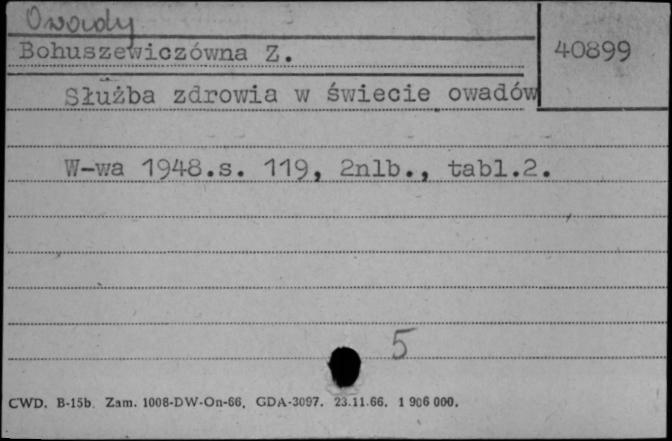 Owady
Bohuszewiczówna Z.
40899
Służba zdrowia w świecie owadów
W-wa 1948.s. 119, 2nlb., tabl.2.
5
CWD. B-15b. Zam. 1008-DW-On-66. GDA-3097. 23.11.66. 1 906 000.